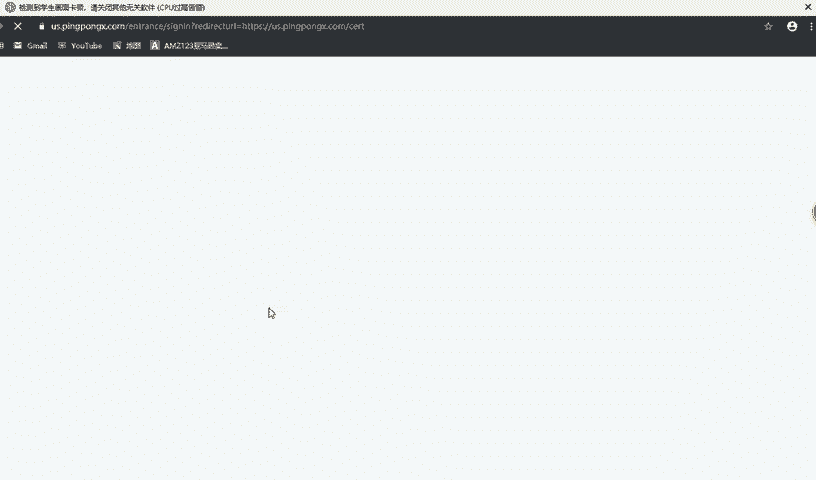 检测到学生端卡顿，请关闭其他无关软件 (CPU过高警告)
us.pingpongx.com/entrance/signin?redirecturl=https://us.pingpongx.com/cert
Gmail YouTube 地图 AMZ123亚马逊卖...